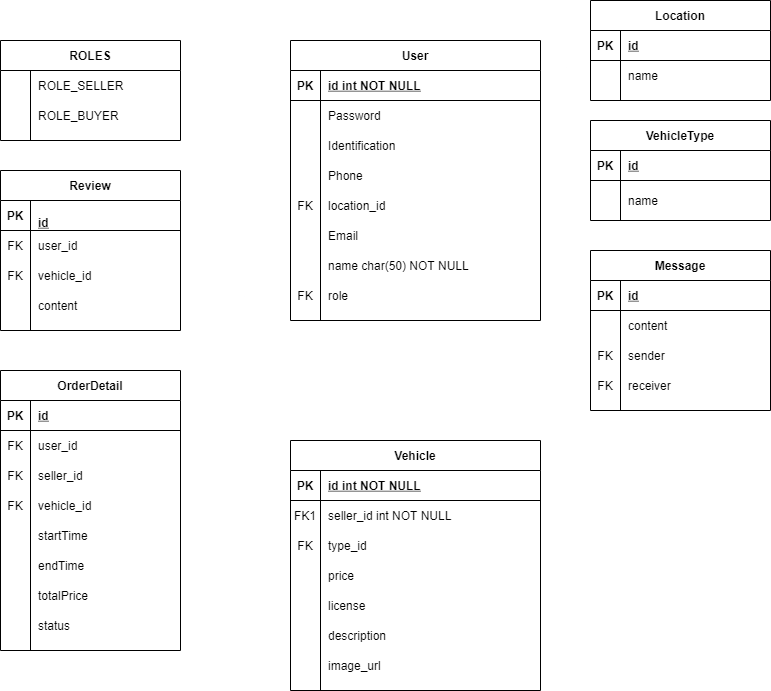 ROLES
ROLE_SELLER
ROLE_BUYER
Review
PK id
FK user_id
FK vehicle_id
content
OrderDetail
PK id
FK user_id
FK seller_id
FK vehicle_id
startTime
endTime
totalPrice
status
User
PK id int NOT NULL
Password
Identification
Phone
FK location_id
Email
name char(50) NOT NULL
FK role
Vehicle
PK id int NOT NULL
FK1 seller_id int NOT NULL
FK type_id
price
license
description
image_url
Location
PK id
name
VehicleType
PK id
name
Message
PK id
content
FK sender
FK receiver